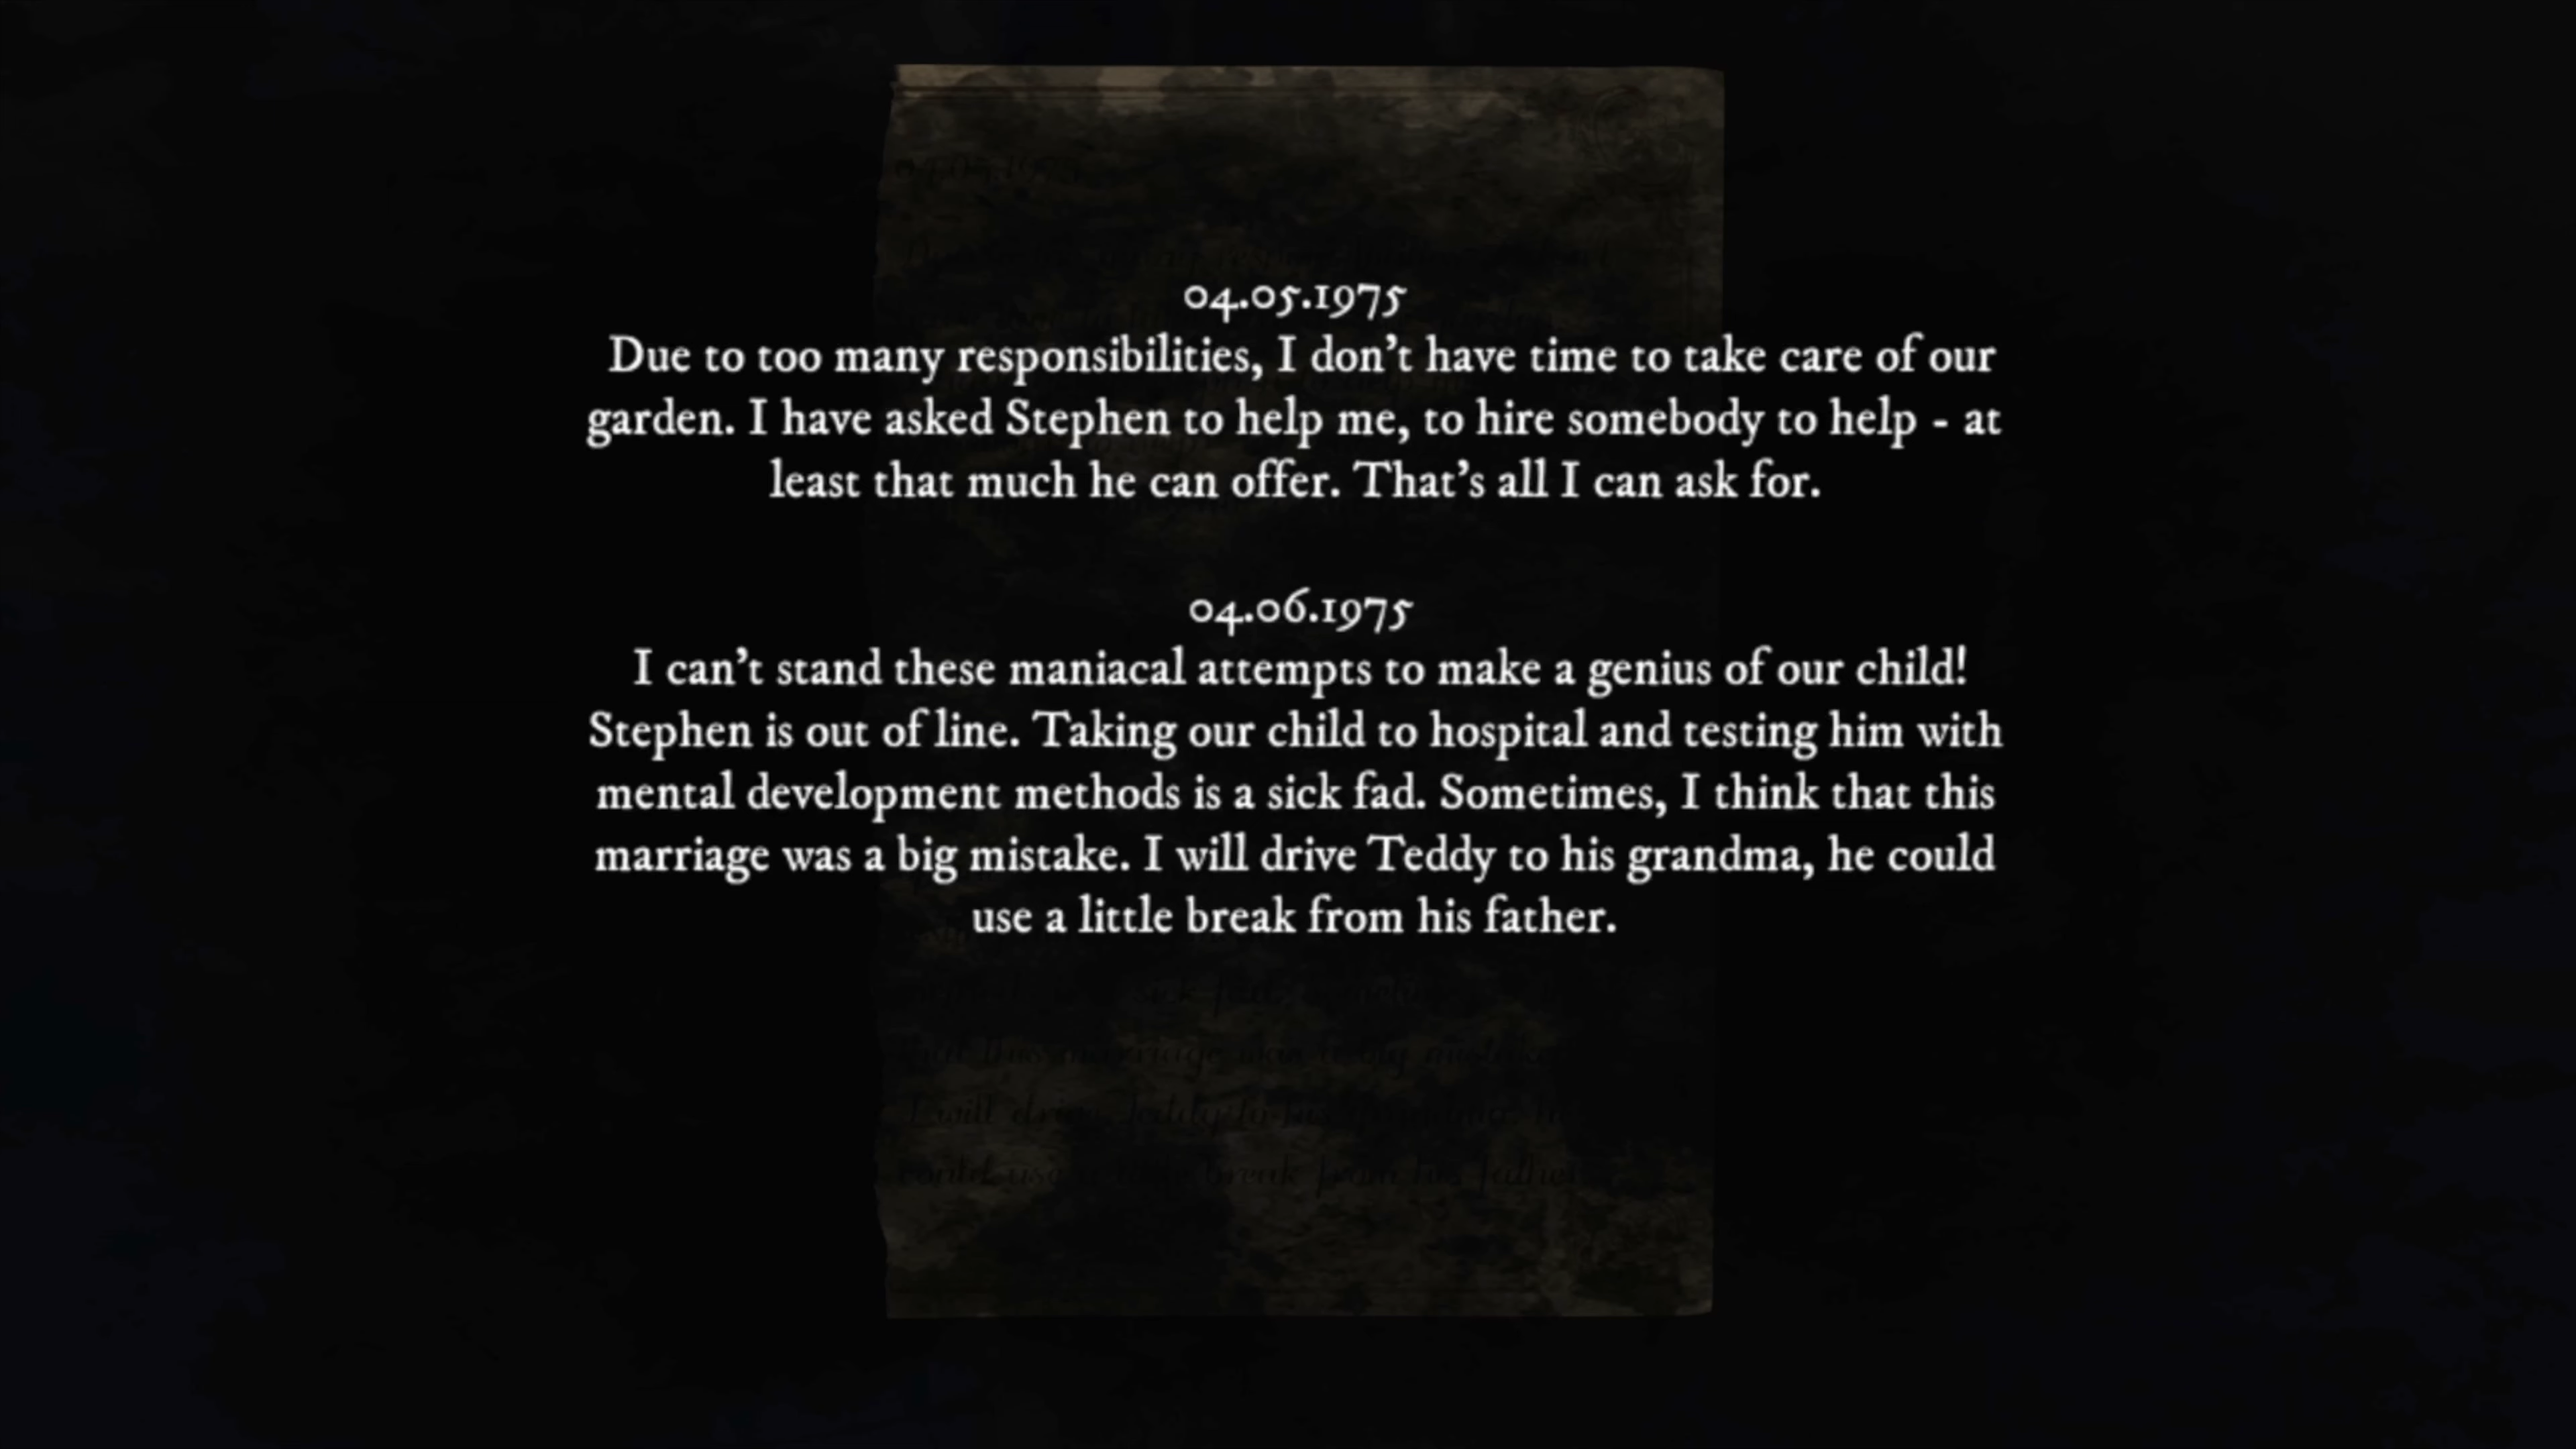 04.05.1975
Due to too many responsibilities, I don't have time to take care of our
garden. I have asked Stephen to help me, to hire somebody to help - at
least that much he can offer. That's all I can ask for.
04.06.1975
I can't stand these maniacal attempts to make a genius of our child!
Stephen is out of line. Taking our child to hospital and testing him with
mental development methods is a sick fad. Sometimes, I think that this
marriage was a big mistake. I will drive Teddy to his grandma, he could
use a little break from his father.